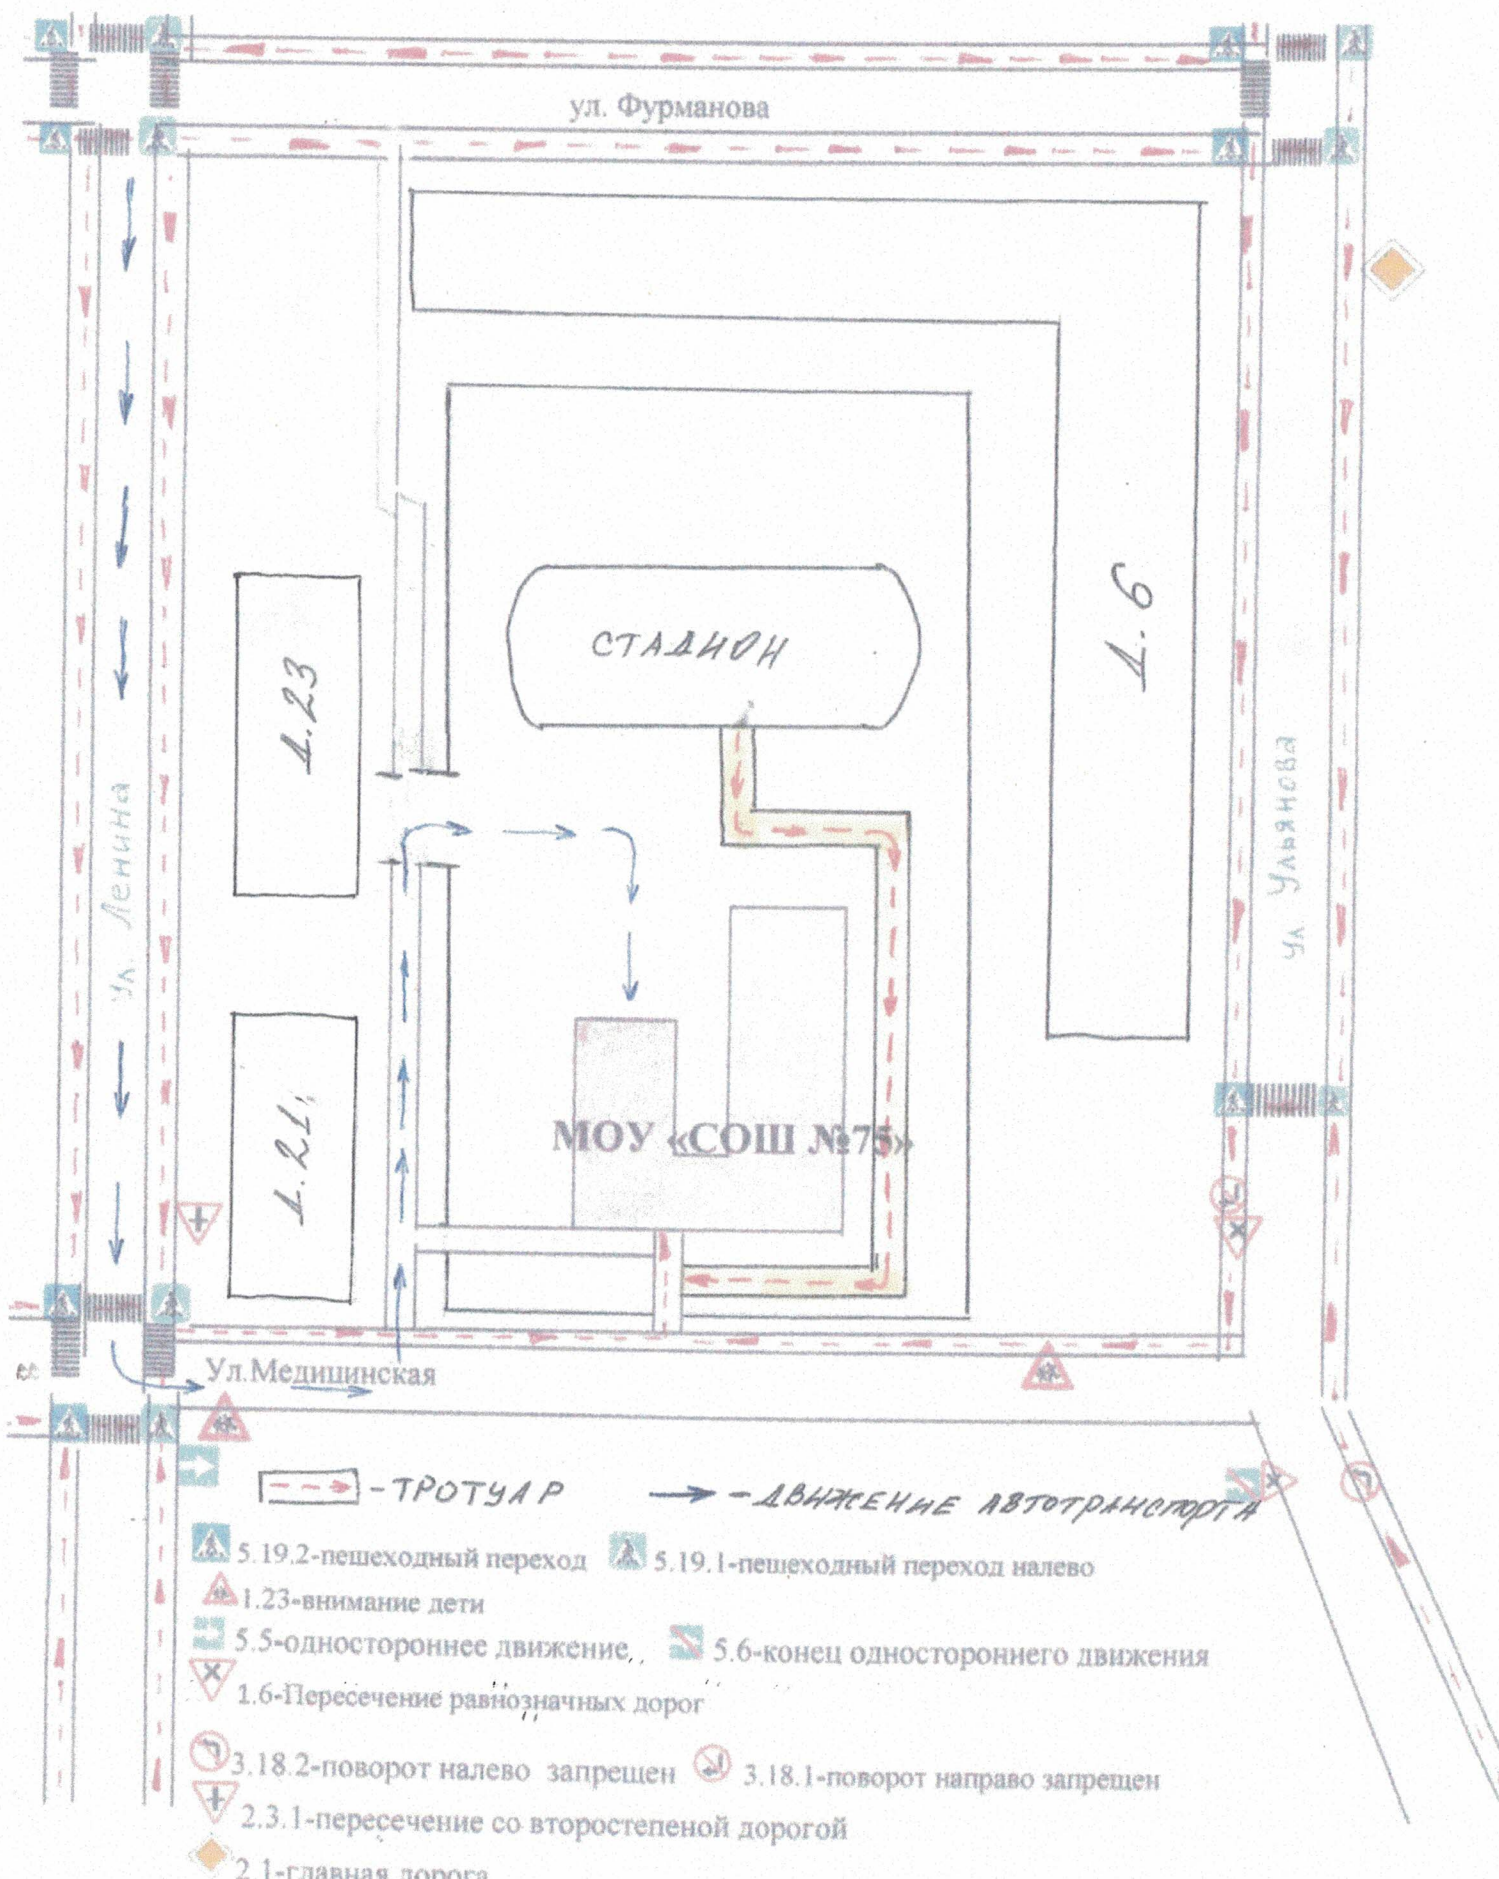 ул. Фурманова
СТАДИОН
д.6
д.23
ул. Ленина
ул Ульянова
д.21
МОУ «СОШ №75»
Ул.Медицинская
-ТРОТУАР
-ДВИЖЕНИЕ АВТОТРАНСПОРТА
5.19.2-пешеходный переход
5.19.1-пешеходный переход налево
1.23-внимание дети
5.5-одностороннее движение,
5.6-конец одностороннего движения
1.6-Пересечение равнозначных дорог
3.18.2-поворот налево запрещен
3.18.1-поворот направо запрещен
2.3.1-пересечение со второстепеной дорогой
2.1-главная дорога